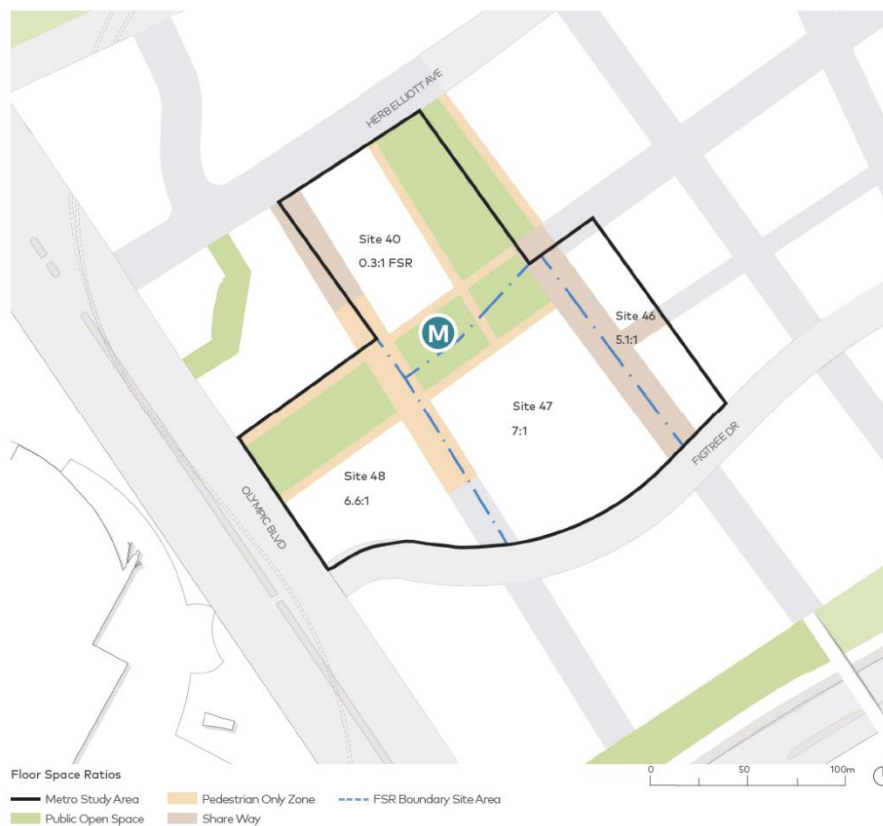 HERB ELLIOTT AVE
Site 40
0.3:1 FSR
M
Site 46
5.1:1
Site 47
7:1
Site 48
6.6:1
FIGTREE DR
OLYMPIC BLVD
Floor Space Ratios
Metro Study Area
Pedestrian Only Zone
FSR Boundary Site Area
Public Open Space
Share Way
0 50 100m